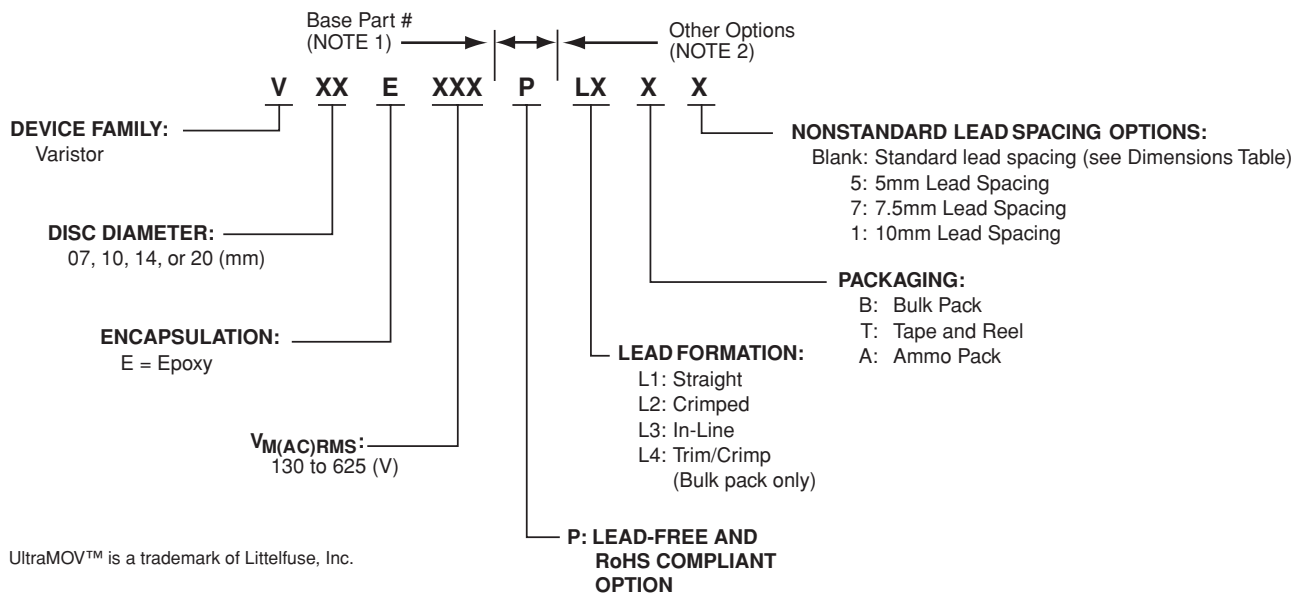 Base Part #
(NOTE 1)
Other Options
(NOTE 2)
V XX E XXX P LX X X
DEVICE FAMILY:
Varistor
DISC DIAMETER:
07, 10, 14, or 20 (mm)
ENCAPSULATION:
E = Epoxy
VM(AC)RMS:
130 to 625 (V)
P: LEAD-FREE AND
RoHS COMPLIANT
OPTION
LEAD FORMATION:
L1: Straight
L2: Crimped
L3: In-Line
L4: Trim/Crimp
(Bulk pack only)
PACKAGING:
B: Bulk Pack
T: Tape and Reel
A: Ammo Pack
NONSTANDARD LEAD SPACING OPTIONS:
Blank: Standard lead spacing (see Dimensions Table)
5: 5mm Lead Spacing
7: 7.5mm Lead Spacing
1: 10mm Lead Spacing
UltraMOV™ is a trademark of Littelfuse, Inc.